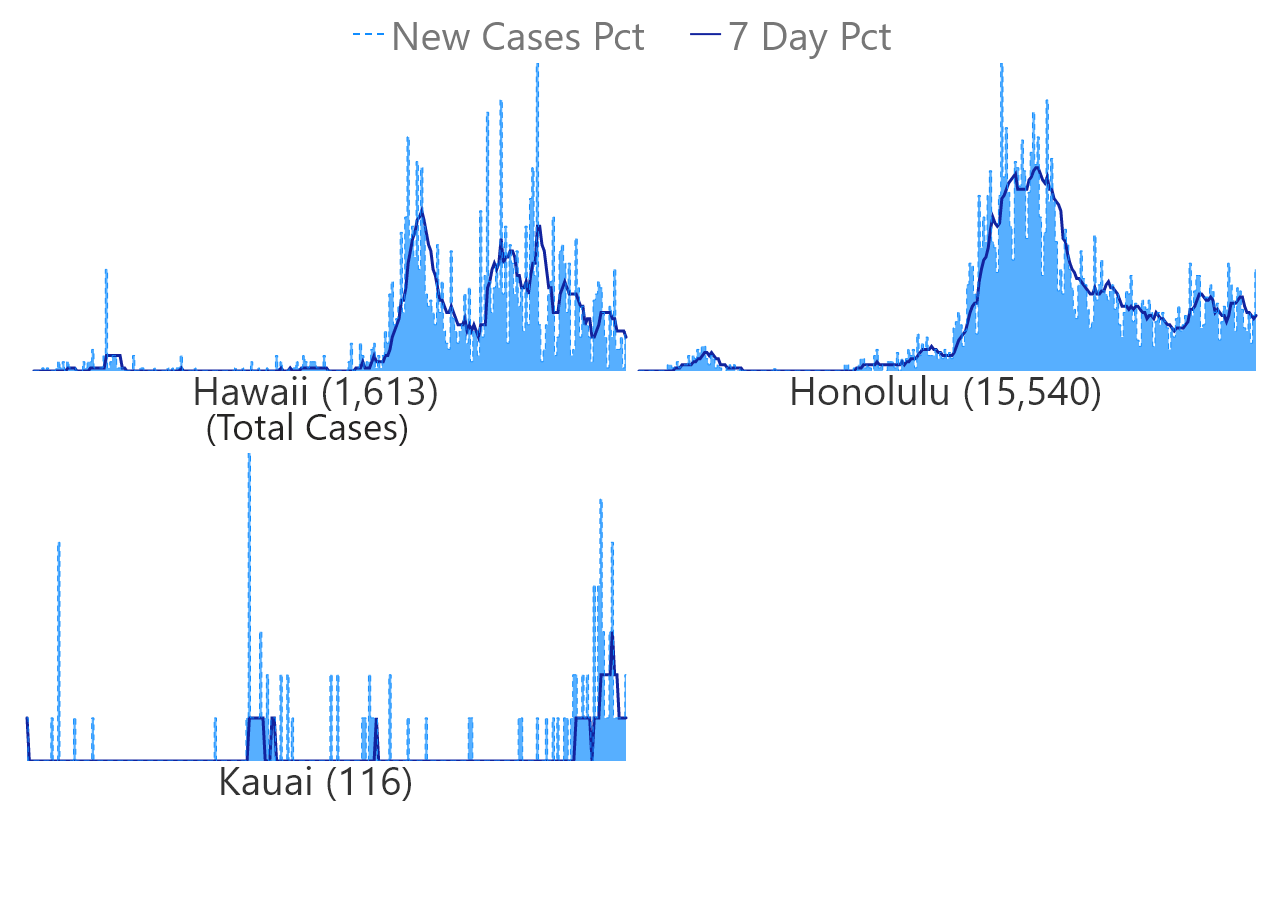 New Cases Pct 7 Day Pct
Hawaii (1,613)
(Total Cases)
Honolulu (15,540)
Kauai (116)